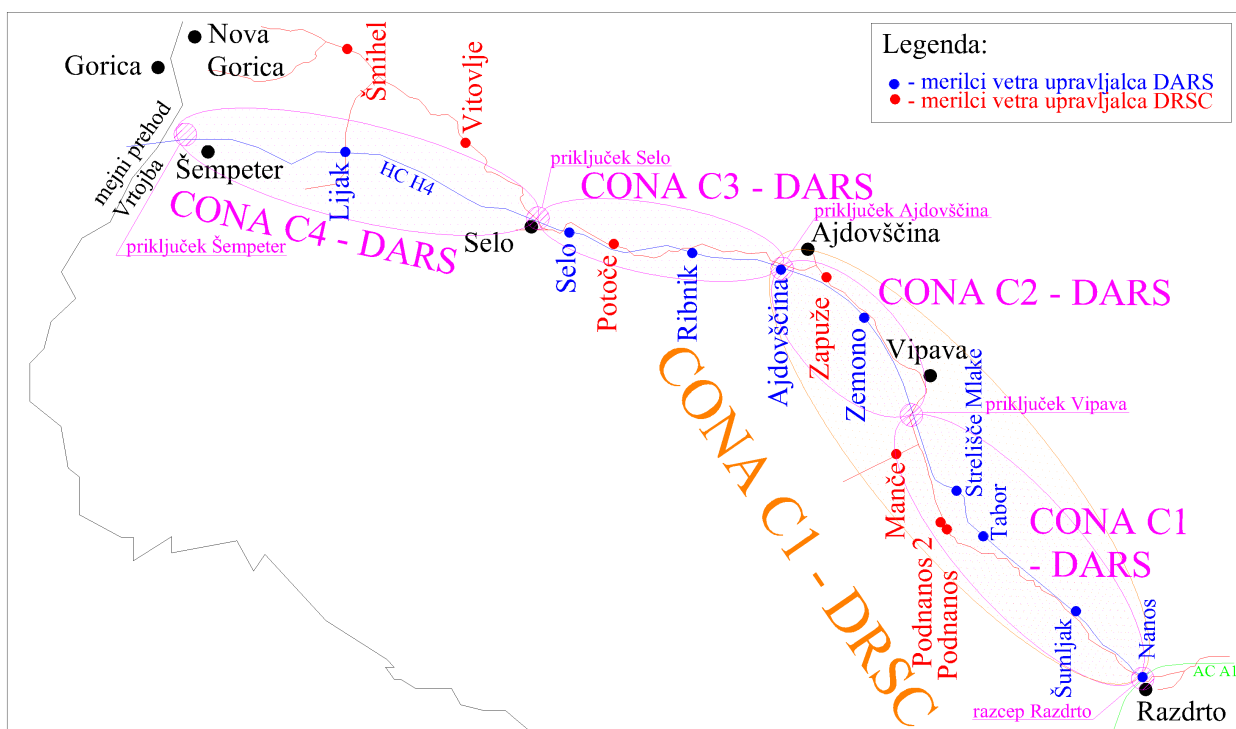 Nova
Gorica
Gorica
Legenda:
- merilci vetra upravljalca DARS
- merilci vetra upravljalca DRSC
Šmihel
Vitovlje
mejni prehod
Vrtojba
Šempeter
Lijak
HC H4
priključek Selo
CONA C3 - DARS
priključek Ajdovščina
CONA C4 - DARS
priključek Šempeter
Selo
Selo
Potoče
Ribnik
Ajdovščina
Ajdovščina
CONA C2 - DARS
Zapuže
Zemono
Vipava
priključek Vipava
CONA C1 - DRSC
Manče
Strelišče Mlake
Tabor
CONA C1
- DARS
Podnanos 2
Podnanos
Šumljak
Nanos
AC A1
razcep Razdrto
Razdrto